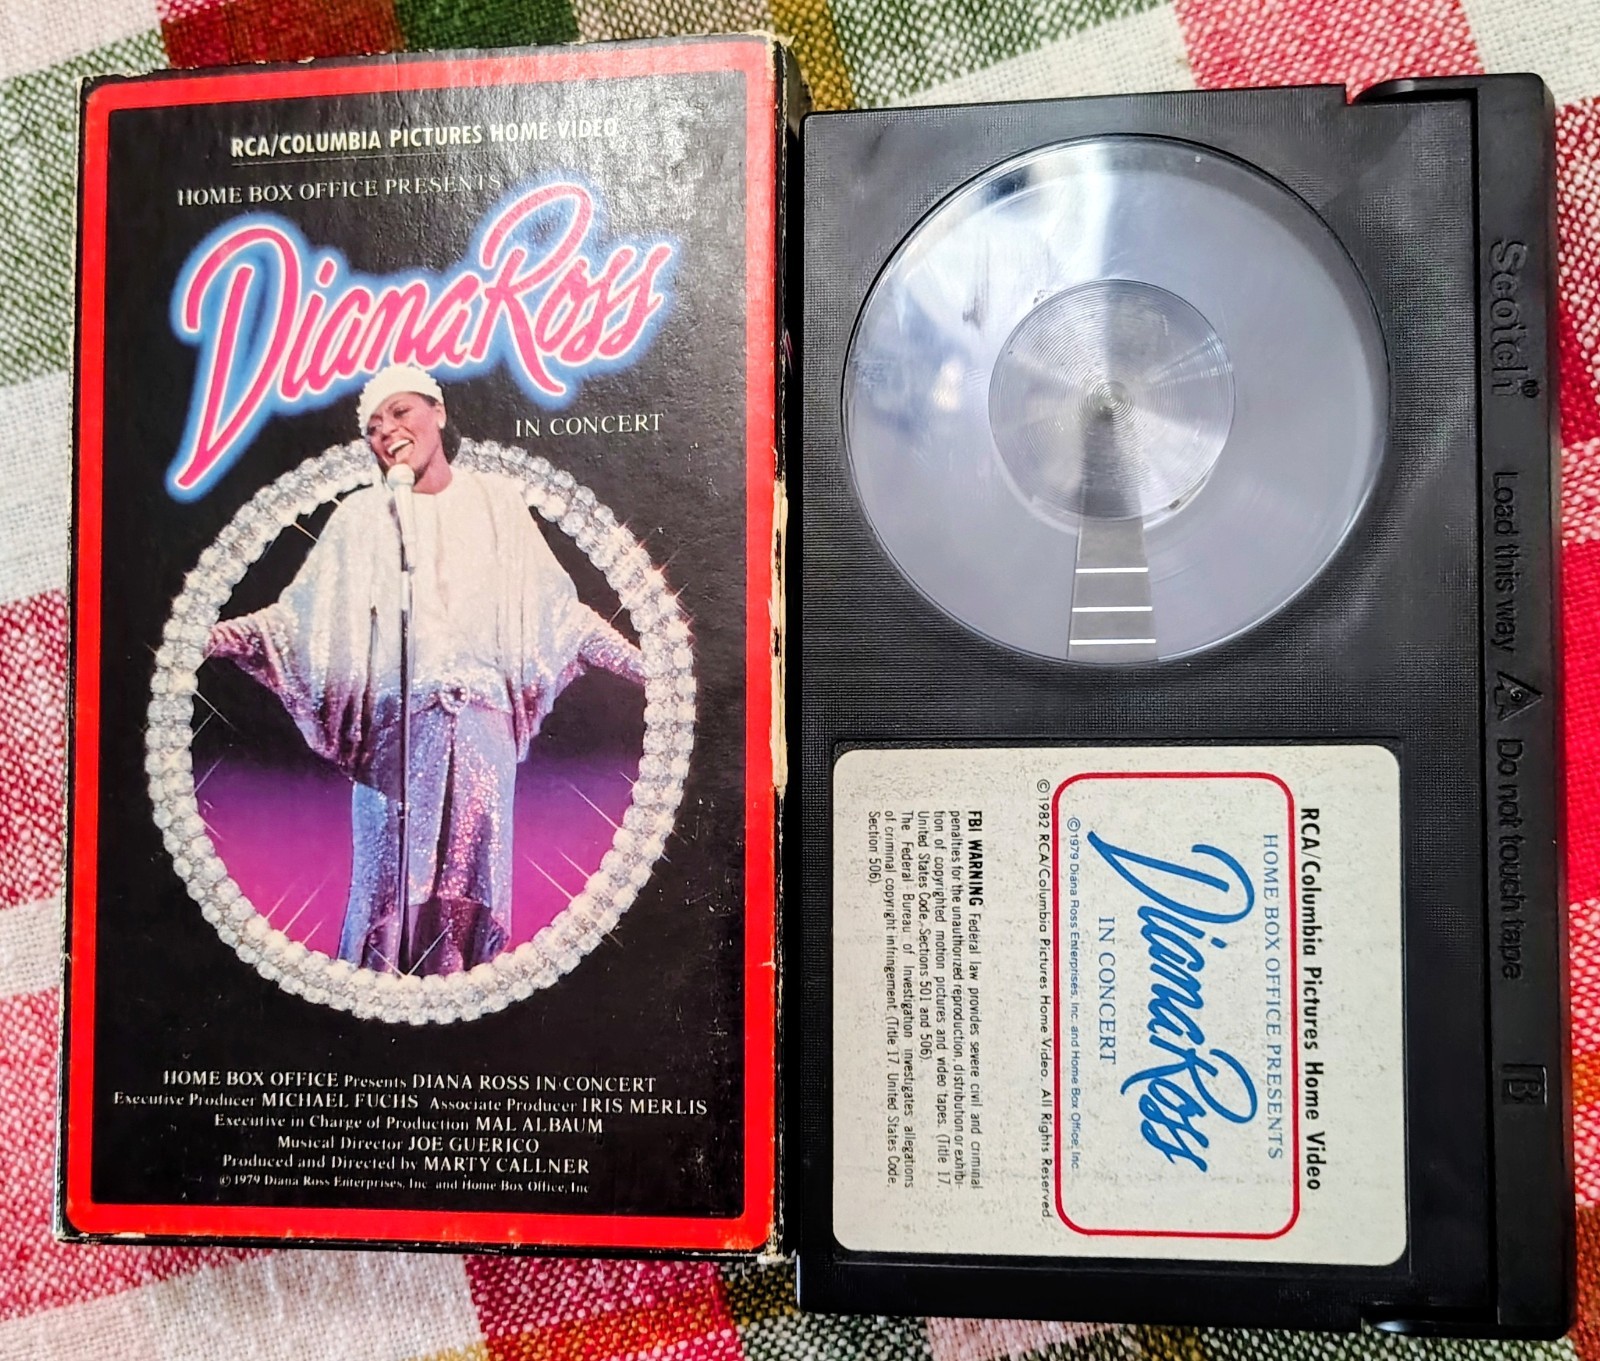 RCA/COLUMBIA PICTURES HOME VIDEO
HOME BOX OFFICE PRESENTS
Diana Ross
IN CONCERT
HOME BOX OFFICE Presents DIANA ROSS IN CONCERT
Executive Producer MICHAEL FUCHS Associate Producer IRIS MERLIS
Executive in Charge of Production MAL ALBAUM
Musical Director JOE GUERICO
Produced and Directed by MARTY CALLNER
© 1979 Diana Ross Enterprises, Inc. and Home Box Office, Inc
Scotch® Load this way Do not touch tape B
RCA/Columbia Pictures Home Video
HOME BOX OFFICE PRESENTS
Diana Ross
IN CONCERT
© 1979 Diana Ross Enterprises, Inc. and Home Box Office, Inc.
© 1982 RCA/Columbia Pictures Home Video. All Rights Reserved.
FBI WARNING Federal law provides severe civil and criminal
penalties for the unauthorized reproduction, distribution or exhibi-
tion of copyrighted motion pictures and video tapes. (Title 17,
United States Code, Sections 501 and 506).
The Federal Bureau of Investigation investigates allegations
of criminal copyright infringement. (Title 17 United States Code,
Section 506).